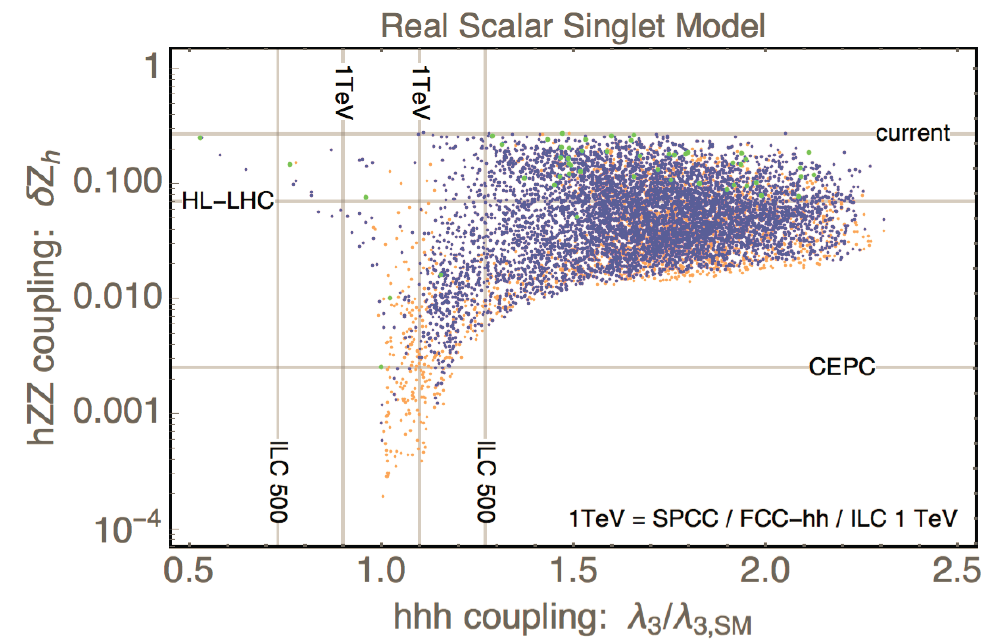 Real Scalar Singlet Model
hZZ coupling: δZh
1
0.100
0.010
0.001
10−4
1TeV
1TeV
current
HL−LHC
CEPC
ILC 500
ILC 500
1TeV = SPCC / FCC−hh / ILC 1 TeV
0.5
1.0
1.5
2.0
2.5
hhh coupling: λ3/λ3,SM